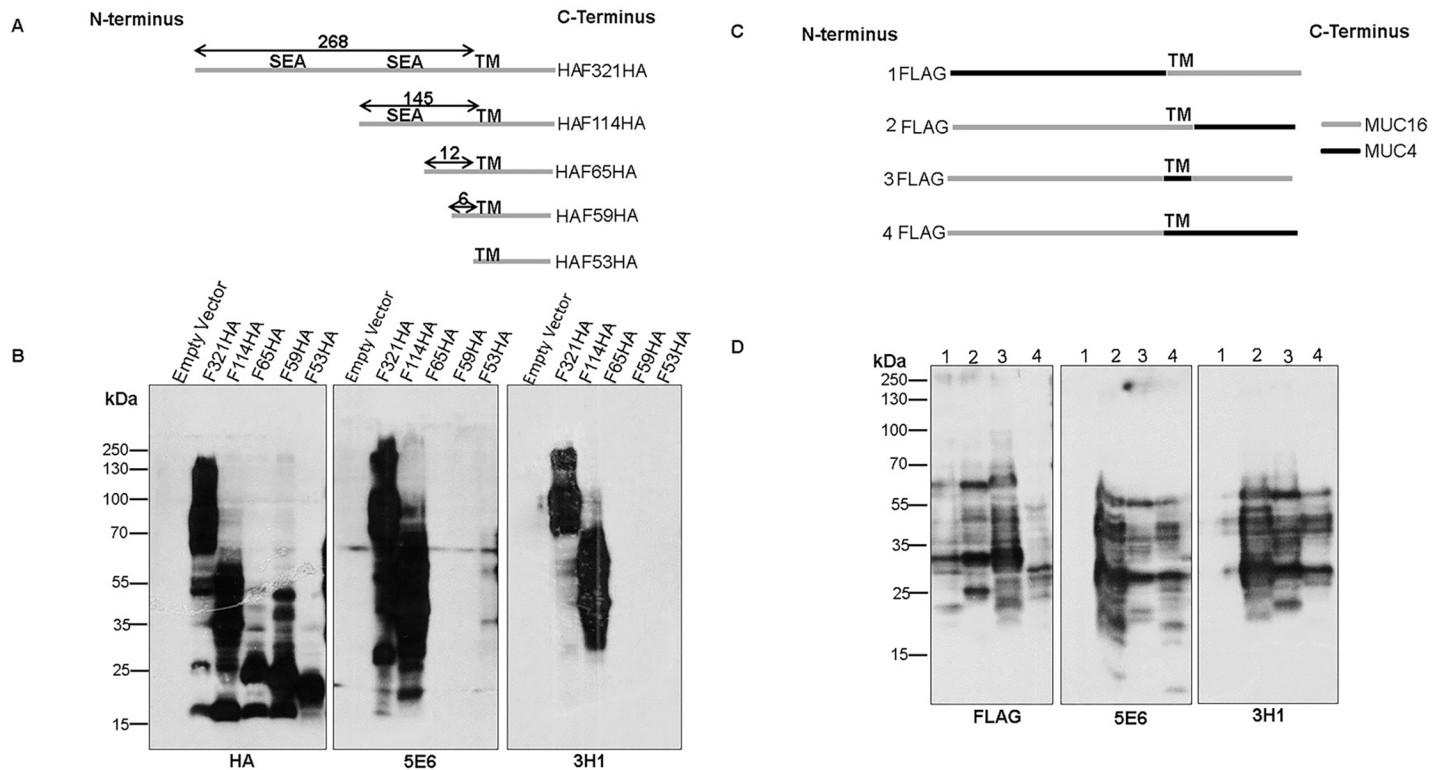 A
N-terminus
C-Terminus
268
SEA SEA TM
HAF321HA
145
SEA TM
HAF114HA
12
TM
HAF65HA
6
TM
HAF59HA
TM
HAF53HA
B
Empty Vector F321HA F114HA F65HA F59HA F53HA
Empty Vector F321HA F114HA F65HA F59HA F53HA
Empty Vector F321HA F114HA F65HA F59HA F53HA
kDa
250
130
100
70
55
35
25
15
HA 5E6 3H1
C
N-terminus
C-Terminus
TM
1FLAG
TM
2 FLAG
TM
3FLAG
TM
4 FLAG
MUC16
MUC4
D
kDa
1 2 3 4 1 2 3 4 1 2 3 4
250
130
100
70
55
35
25
15
FLAG 5E6 3H1